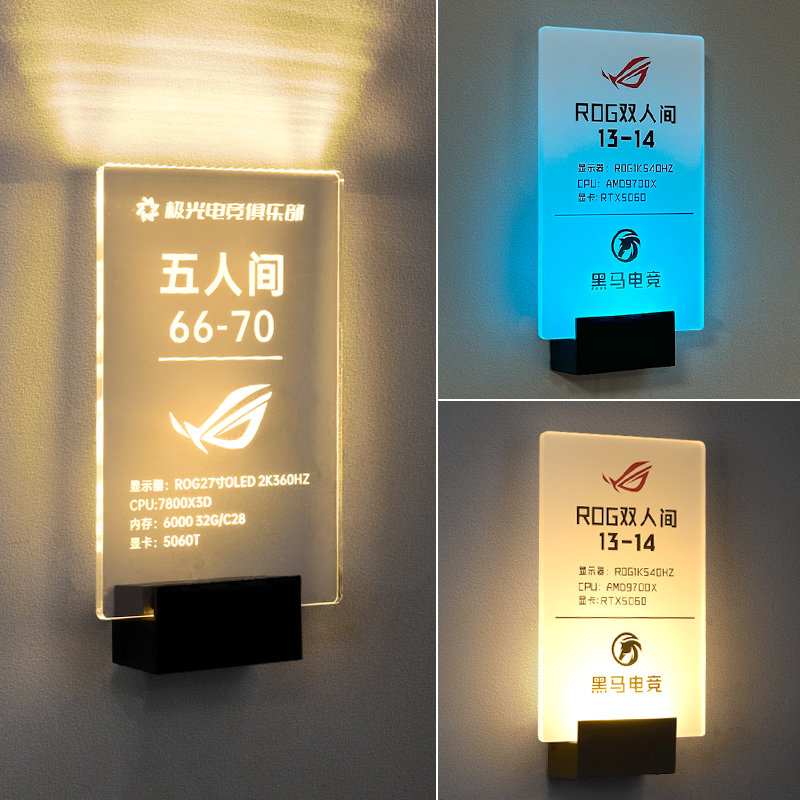 极光电竞俱乐部
五人间
66-70
显示器：ROG27寸OLED 2K360HZ
CPU:7800X3D
内存：6000 32G/C28
显卡：5060T
ROG双人间
13-14
显示器：ROG1K540HZ
CPU：AMD9700X
显卡:RTX5060
黑马电竞
ROG双人间
13-14
显示器：ROG1K540HZ
CPU：AMD9700X
显卡:RTX5060
黑马电竞